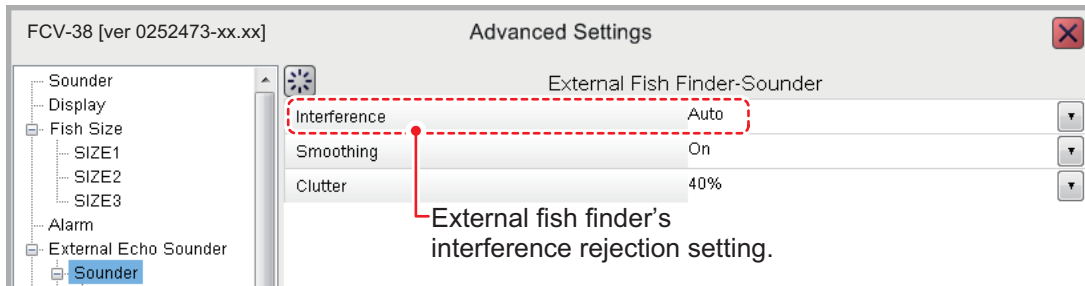 FCV-38 [ver 0252473-xx.xx]
Advanced Settings
Sounder
Display
Fish Size
SIZE1
SIZE2
SIZE3
Alarm
External Echo Sounder
Sounder
External Fish Finder-Sounder
Interference Auto
Smoothing On
Clutter 40%
External fish finder's
interference rejection setting.